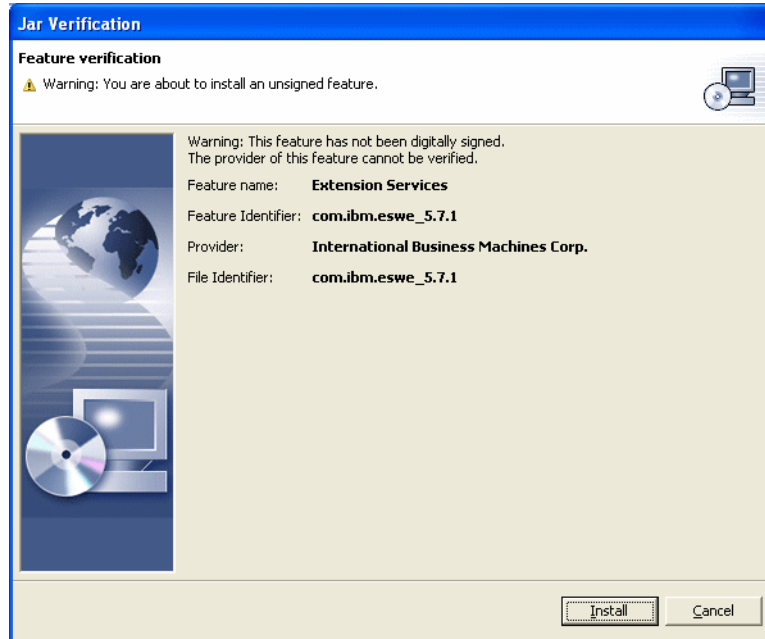 Jar Verification
Feature verification
Warning: You are about to install an unsigned feature.
Warning: This feature has not been digitally signed.
The provider of this feature cannot be verified.
Feature name: Extension Services
Feature Identifier: com.ibm.eswe_5.7.1
Provider: International Business Machines Corp.
File Identifier: com.ibm.eswe_5.7.1
Install Cancel